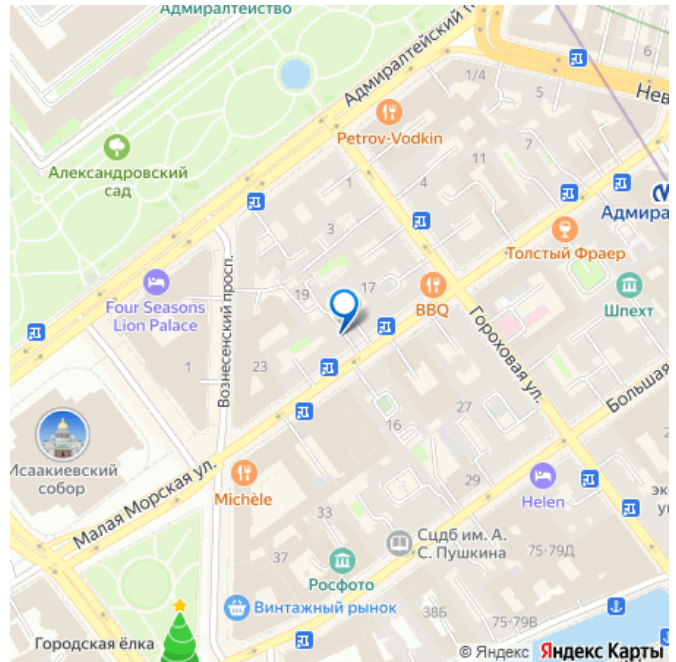 Адмиралтейство
Адмиралтейский
1/4
6
5
Нев
Petrov-Vodkin
11
7
Александровский
сад
1
4
Адмира
3
Толстый Фраер
17
19
BBQ
Four Seasons
Lion Palace
Шпехт
Вознесенский просп.
Гороховая ул.
1
23
Большая
27
16
Исаакиевский
собор
Малая Морская ул.
Michèle
29
Helen
33
Сцдб им. А.
С. Пушкина
75-79Д
37
Росфото
Винтажный рынок
38Б
75-79В
Городская ёлка
© Яндекс Яндекс Карты